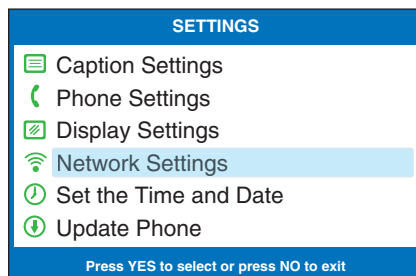 SETTINGS
Caption Settings
Phone Settings
Display Settings
Network Settings
Set the Time and Date
Update Phone
Press YES to select or press NO to exit